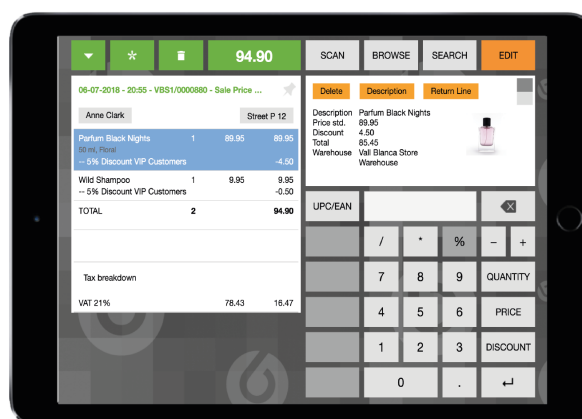 94.90
SCAN BROWSE SEARCH EDIT
06-07-2018 - 20:55 - VBS1/0000880 - Sale Price ...
Anne Clark Street P 12
Parfum Black Nights 1 89.95 89.95
50 ml, Floral
-- 5% Discount VIP Customers -4.50
Wild Shampoo 1 9.95 9.95
-- 5% Discount VIP Customers -0.50
TOTAL 2 94.90
Tax breakdown
VAT 21% 78.43 16.47
Delete Description Return Line
Description Parfum Black Nights
Price std. 89.95
Discount 4.50
Total 85.45
Warehouse Vall Blanca Store
Warehouse
UPC/EAN
/ * % - +
7 8 9 QUANTITY
4 5 6 PRICE
1 2 3 DISCOUNT
0 .